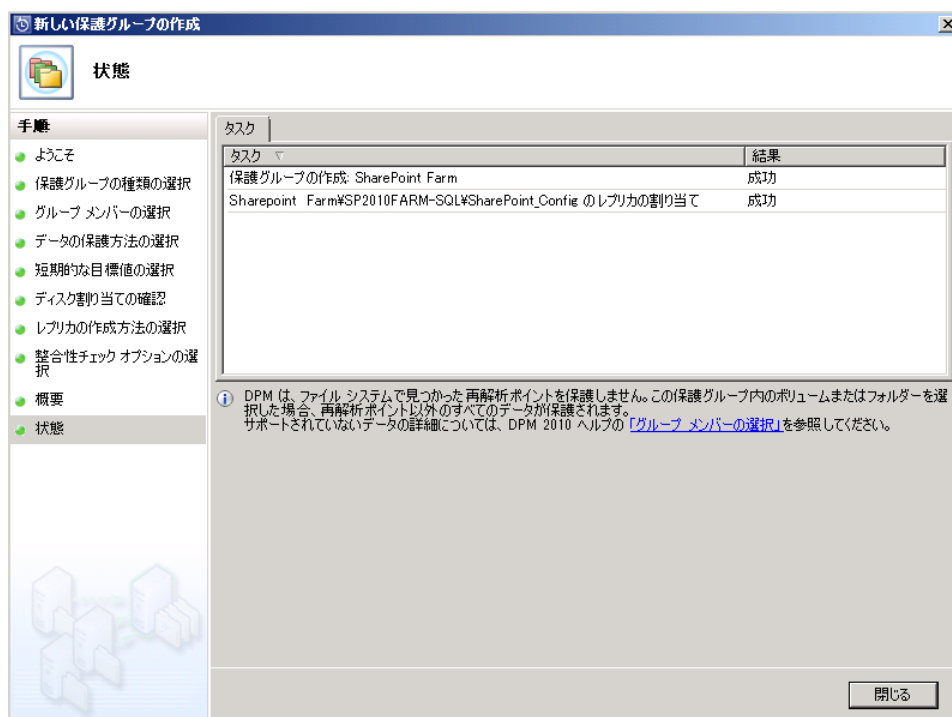 新しい保護グループの作成
状態
手順
ようこそ
保護グループの種類の選択
グループ メンバーの選択
データの保護方法の選択
短期的な目標値の選択
ディスク割り当ての確認
レプリカの作成方法の選択
整合性チェック オプションの選
択
概要
状態
タスク
タスク 結果
保護グループの作成: SharePoint Farm 成功
Sharepoint Farm¥SP2010FARM-SQL¥SharePoint_Config のレプリカの割り当て 成功
DPM は、ファイル システムで見つかった再解析ポイントを保護しません。この保護グループ内のボリュームまたはフォルダーを選
択した場合、再解析ポイント以外のすべてのデータが保護されます。
サポートされていないデータの詳細については、DPM 2010 ヘルプの「グループ メンバーの選択」を参照してください。
閉じる